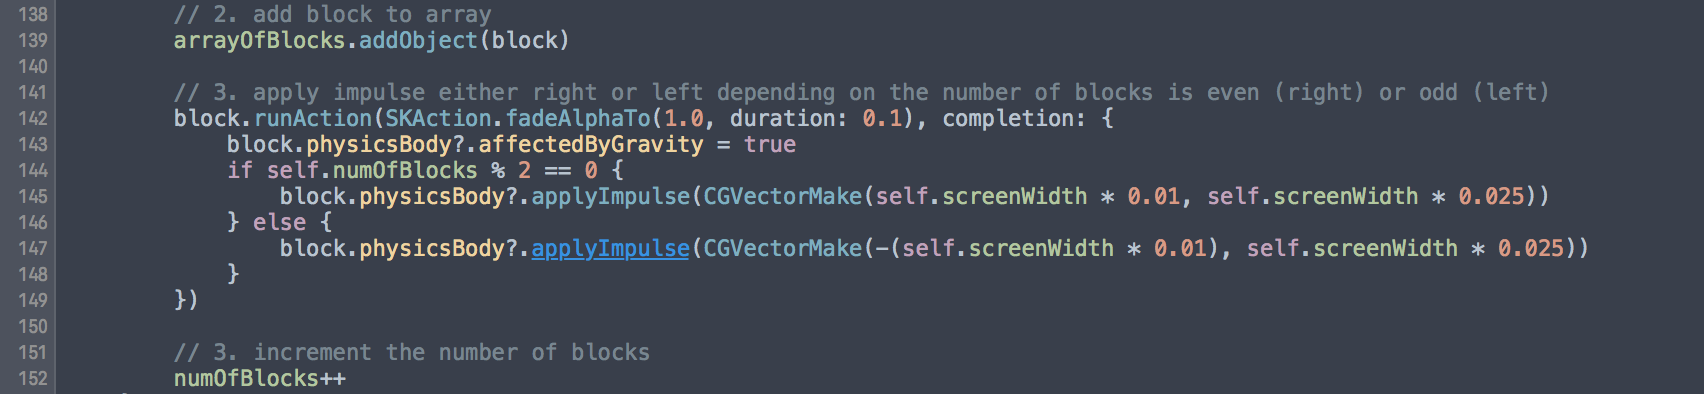 138 // 2. add block to array
139 arrayOfBlocks.addObject(block)
140
141 // 3. apply impulse either right or left depending on the number of blocks is even (right) or odd (left)
142 block.runAction(SKAction.fadeAlphaTo(1.0, duration: 0.1), completion: {
143 block.physicsBody?.affectedByGravity = true
144 if self.numOfBlocks % 2 == 0 {
145 block.physicsBody?.applyImpulse(CGVectorMake(self.screenWidth * 0.01, self.screenWidth * 0.025))
146 } else {
147 block.physicsBody?.applyImpulse(CGVectorMake(-(self.screenWidth * 0.01), self.screenWidth * 0.025))
148 }
149 })
150
151 // 3. increment the number of blocks
152 numOfBlocks++